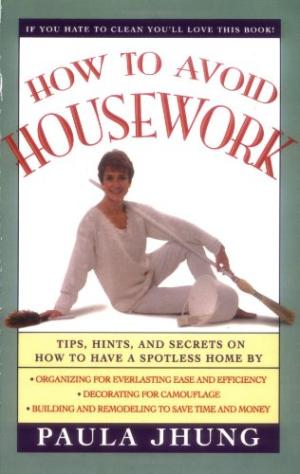 IF YOU HATE TO CLEAN YOU'LL LOVE THIS BOOK!
HOW TO AVOID
HOUSEWORK
TIPS, HINTS, AND SECRETS ON
HOW TO HAVE A SPOTLESS HOME BY
• ORGANIZING FOR EVERLASTING EASE AND EFFICIENCY
• DECORATING FOR CAMOUFLAGE
• BUILDING AND REMODELING TO SAVE TIME AND MONEY
PAULA JHUNG